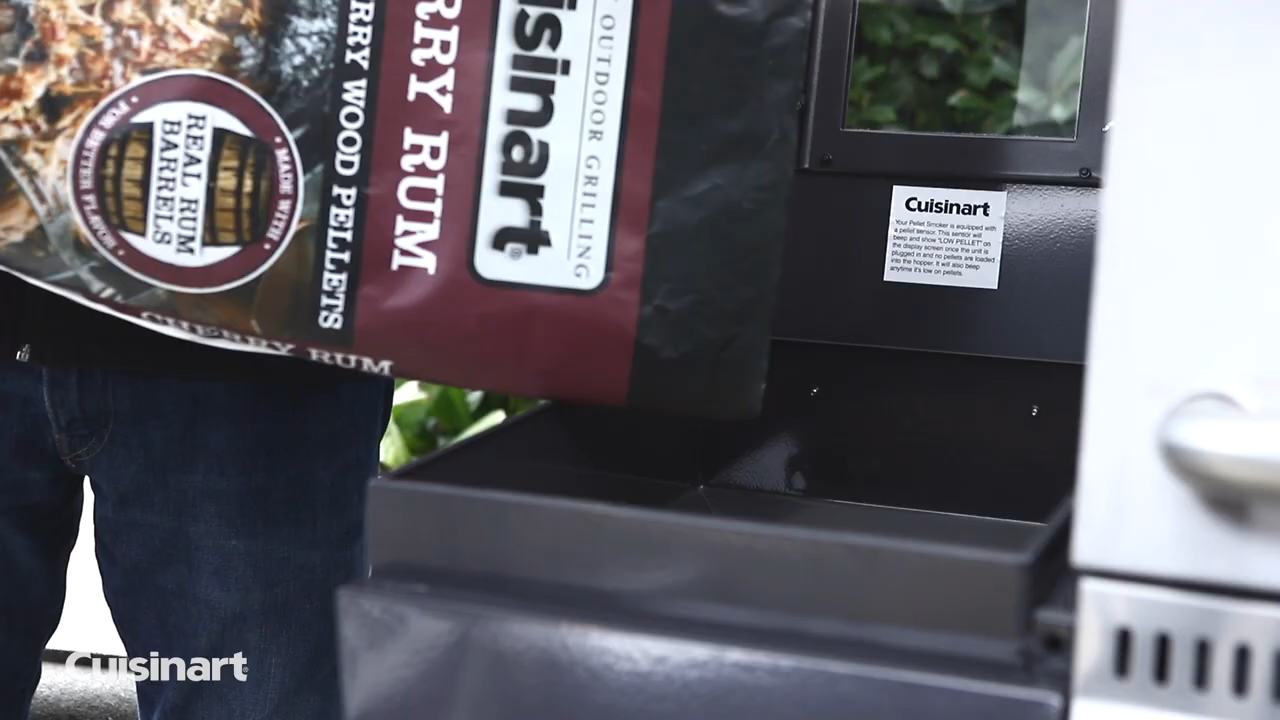 OUTDOOR GRILLING
isinart®
RRY RUM
RRY WOOD PELLETS
• MADE WITH •
REAL RUM
BARRELS
FOR BETTER FLAVOR
CHERRY RUM
Cuisinart
Your Pellet Smoker is equipped with
a pellet sensor. This sensor will
beep and show "LOW PELLET" on
the display screen once the unit is
plugged in and no pellets are loaded
into the hopper. It will also beep
anytime it's low on pellets.
Cuisinart